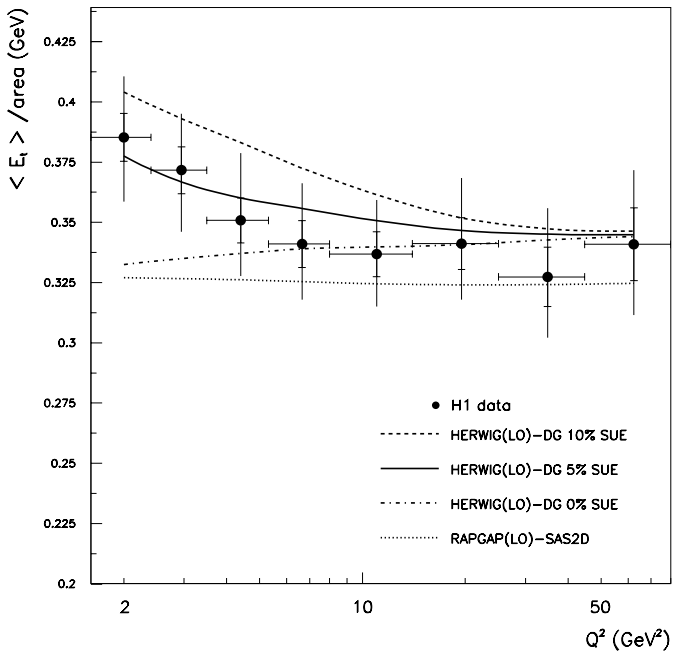 < Eₜ > /area (GeV)
0.425
0.4
0.375
0.35
0.325
0.3
0.275
0.25
0.225
0.2
H1 data
HERWIG(LO)-DG 10% SUE
HERWIG(LO)-DG 5% SUE
HERWIG(LO)-DG 0% SUE
RAPGAP(LO)-SAS2D
2 10 50
Q² (GeV²)